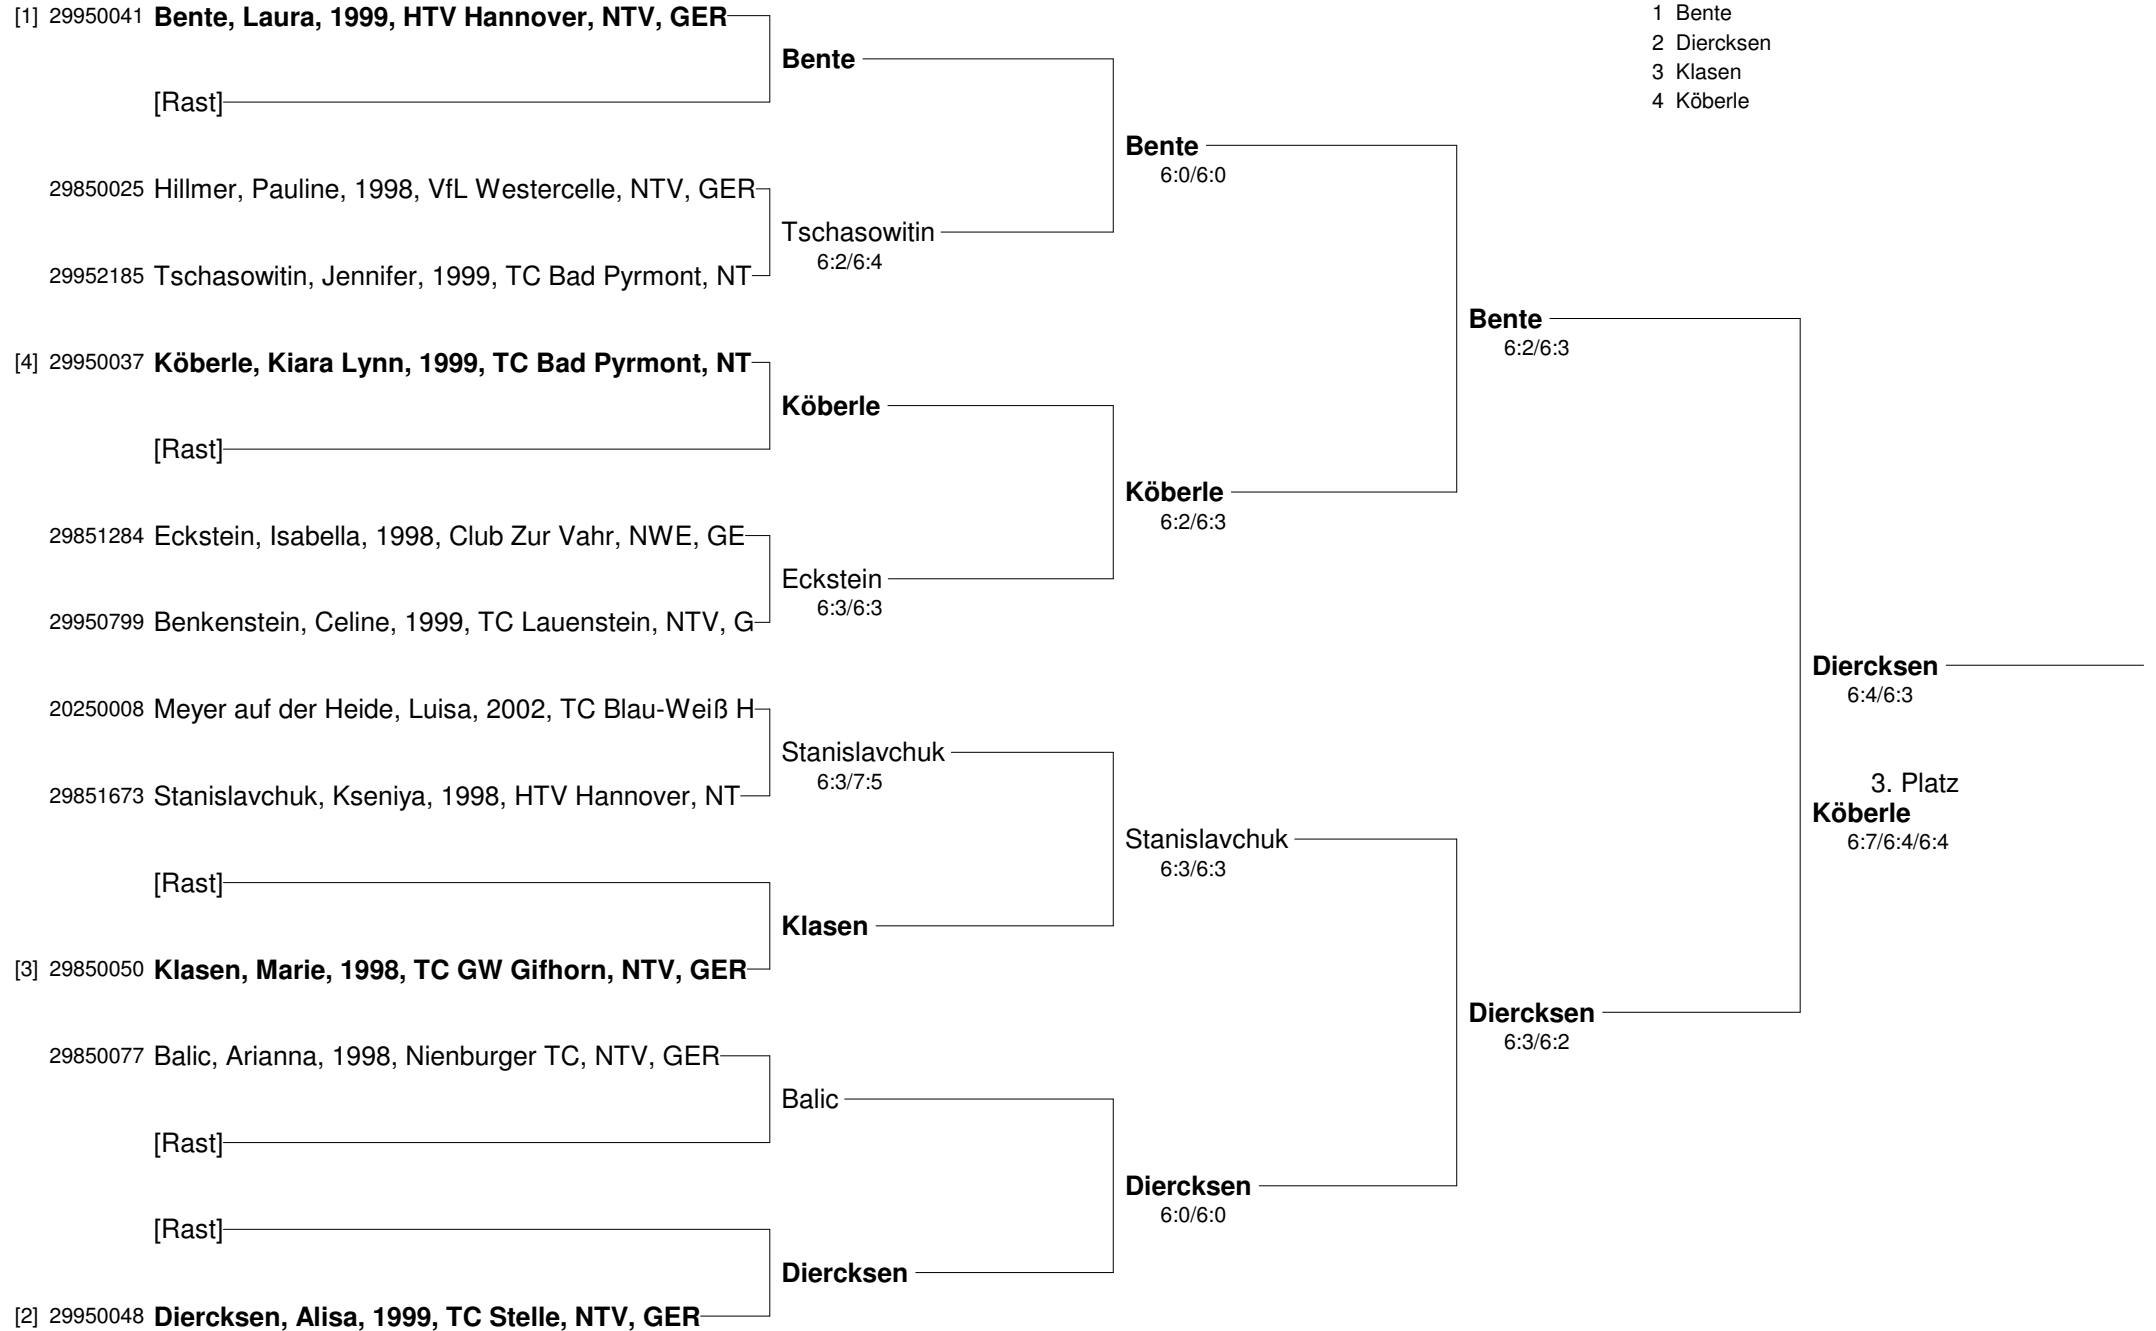 [1] 29950041 Bente, Laura, 1999, HTV Hannover, NTV, GER
[Rast]
29850025 Hillmer, Pauline, 1998, VfL Westercelle, NTV, GER
29952185 Tschasowitin, Jennifer, 1999, TC Bad Pyrmont, NT
[4] 29950037 Köberle, Kiara Lynn, 1999, TC Bad Pyrmont, NT
[Rast]
29851284 Eckstein, Isabella, 1998, Club Zur Vahr, NWE, GE
29950799 Benkenstein, Celine, 1999, TC Lauenstein, NTV, G
20250008 Meyer auf der Heide, Luisa, 2002, TC Blau-Weiß H
29851673 Stanislavchuk, Kseniya, 1998, HTV Hannover, NT
[Rast]
[3] 29850050 Klasen, Marie, 1998, TC GW Gifhorn, NTV, GER
29850077 Balic, Arianna, 1998, Nienburger TC, NTV, GER
[Rast]
[Rast]
[2] 29950048 Diercksen, Alisa, 1999, TC Stelle, NTV, GER
Bente
Tschasowitin
6:2/6:4
Köberle
Eckstein
6:3/6:3
Stanislavchuk
6:3/7:5
Klasen
Balic
Diercksen
Bente
6:0/6:0
Köberle
6:2/6:3
Stanislavchuk
6:3/6:3
Diercksen
6:0/6:0
Bente
6:2/6:3
Diercksen
6:3/6:2
Diercksen
6:4/6:3
3. Platz
Köberle
6:7/6:4/6:4
1 Bente
2 Diercksen
3 Klasen
4 Köberle